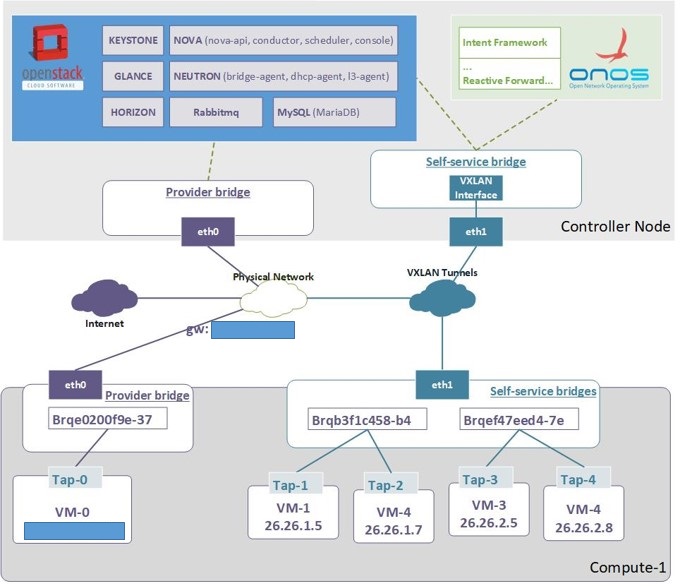 openstack
CLOUD SOFTWARE
KEYSTONE
NOVA (nova-api, conductor, scheduler, console)
GLANCE
NEUTRON (bridge-agent, dhcp-agent, l3-agent)
HORIZON
Rabbitmq
MySQL (MariaDB)
Intent Framework
...
Reactive Forward...
onos
Open Network Operating System
Provider bridge
eth0
Self-service bridge
VXLAN
Interface
eth1
Controller Node
Physical Network
VXLAN Tunnels
Internet
gw:
eth0
Provider bridge
Brqe0200f9e-37
eth1
Self-service bridges
Brqb3f1c458-b4
Brqef47eed4-7e
Tap-0
VM-0
Tap-1
VM-1
26.26.1.5
Tap-2
VM-4
26.26.1.7
Tap-3
VM-3
26.26.2.5
Tap-4
VM-4
26.26.2.8
Compute-1